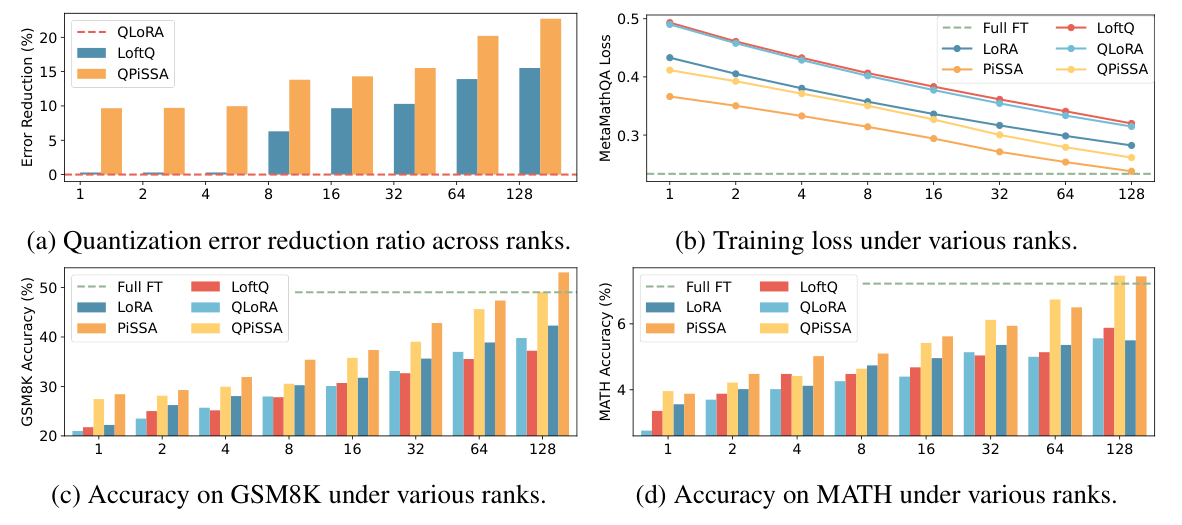 Error Reduction (%)
20
15
10
5
0
QLoRA
LoftQ
QPiSSA
1 2 4 8 16 32 64 128
(a) Quantization error reduction ratio across ranks.
MetaMathQA Loss
0.5
0.4
0.3
Full FT LoftQ
LoRA QLoRA
PiSSA QPiSSA
1 2 4 8 16 32 64 128
(b) Training loss under various ranks.
GSM8K Accuracy (%)
50
40
30
20
Full FT LoftQ
LoRA QLoRA
PiSSA QPiSSA
1 2 4 8 16 32 64 128
(c) Accuracy on GSM8K under various ranks.
MATH Accuracy (%)
6
4
Full FT LoftQ
LoRA QLoRA
PiSSA QPiSSA
1 2 4 8 16 32 64 128
(d) Accuracy on MATH under various ranks.